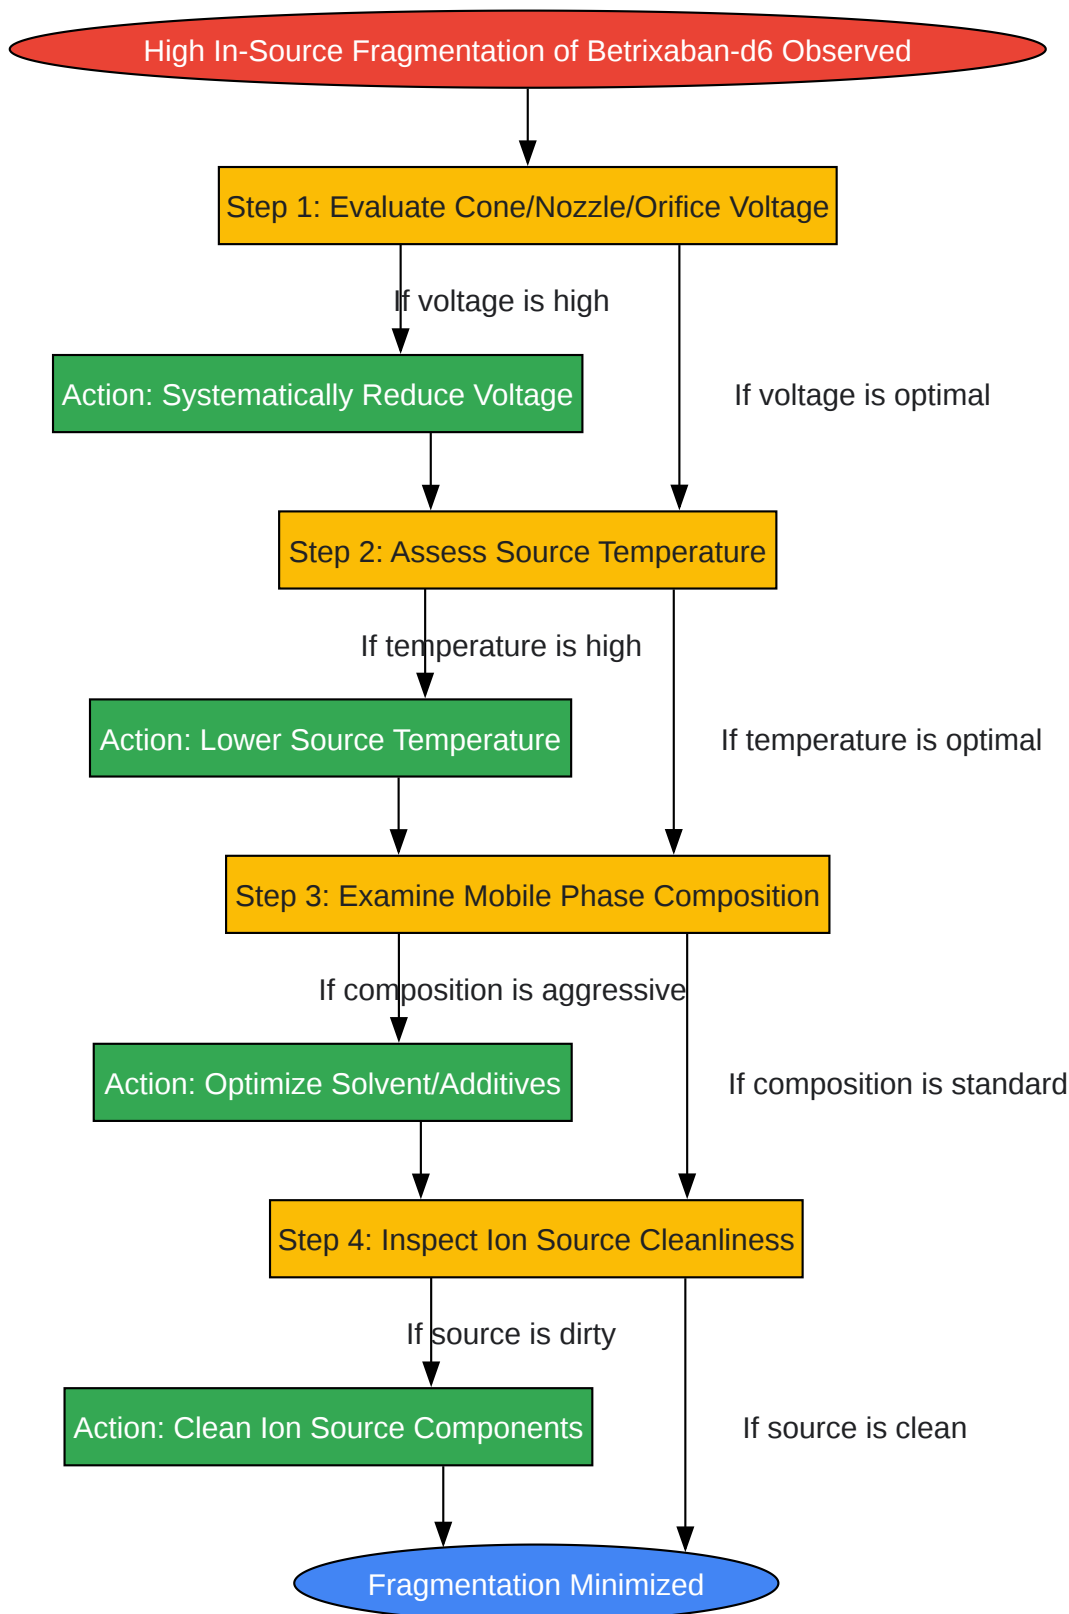 High In-Source Fragmentation of Betrixaban-d6 Observed
Step 1: Evaluate Cone/Nozzle/Orifice Voltage
If voltage is high
Action: Systematically Reduce Voltage
If voltage is optimal
Step 2: Assess Source Temperature
If temperature is high
Action: Lower Source Temperature
If temperature is optimal
Step 3: Examine Mobile Phase Composition
If composition is aggressive
Action: Optimize Solvent/Additives
If composition is standard
Step 4: Inspect Ion Source Cleanliness
If source is dirty
Action: Clean Ion Source Components
If source is clean
Fragmentation Minimized